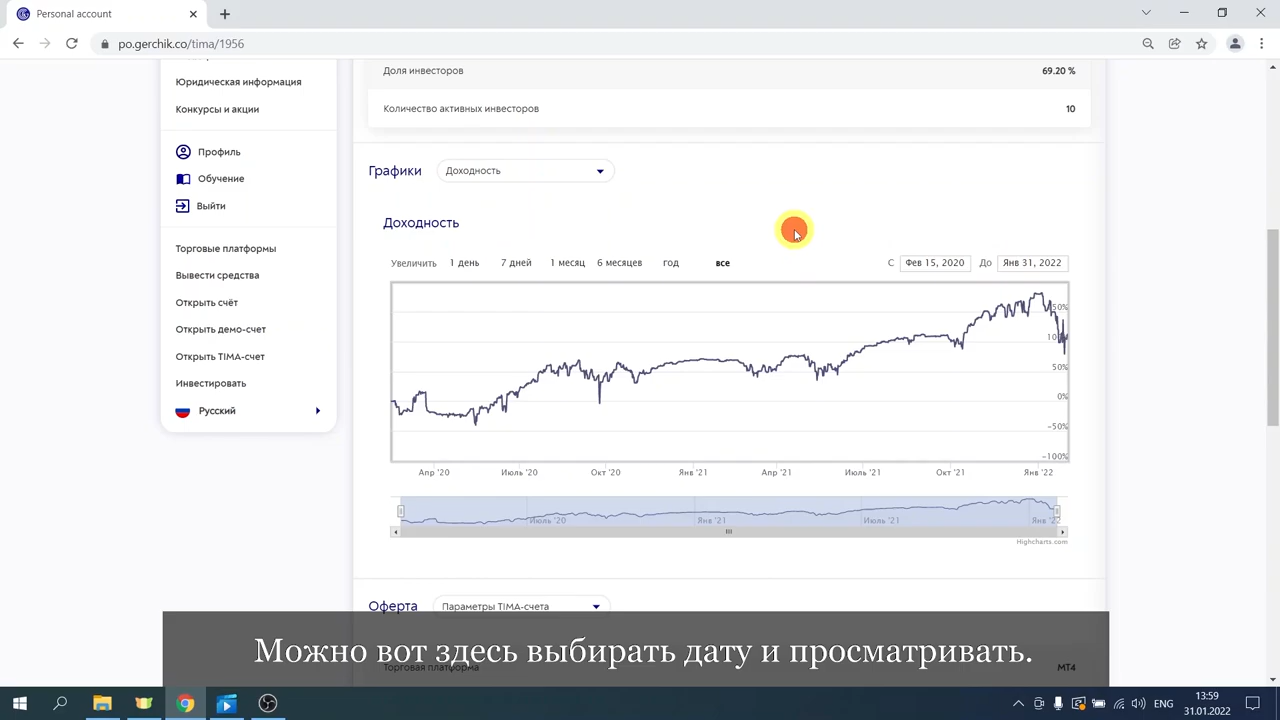 Personal account
po.gerchik.co/tima/1956
Юридическая информация
Конкурсы и акции
Профиль
Обучение
Выйти
Торговые платформы
Вывести средства
Открыть счёт
Открыть демо-счет
Открыть TIMA-счет
Инвестировать
Русский
Доля инвесторов 69.20 %
Количество активных инвесторов 10
Графики Доходность
Доходность
Увеличить 1 день 7 дней 1 месяц 6 месяцев год все С Фев 15, 2020 До Янв 31, 2022
50%
0%
-50%
-100%
Апр '20 Июль '20 Окт '20 Янв '21 Апр '21 Июль '21 Окт '21 Янв '22
Июль '20 Янв '21 Июль '21 Янв '22
Highcharts.com
Оферта Параметры TIMA-счета
Можно вот здесь выбирать дату и просматривать.
Торговая платформа MT4
ENG
13:59
31.01.2022